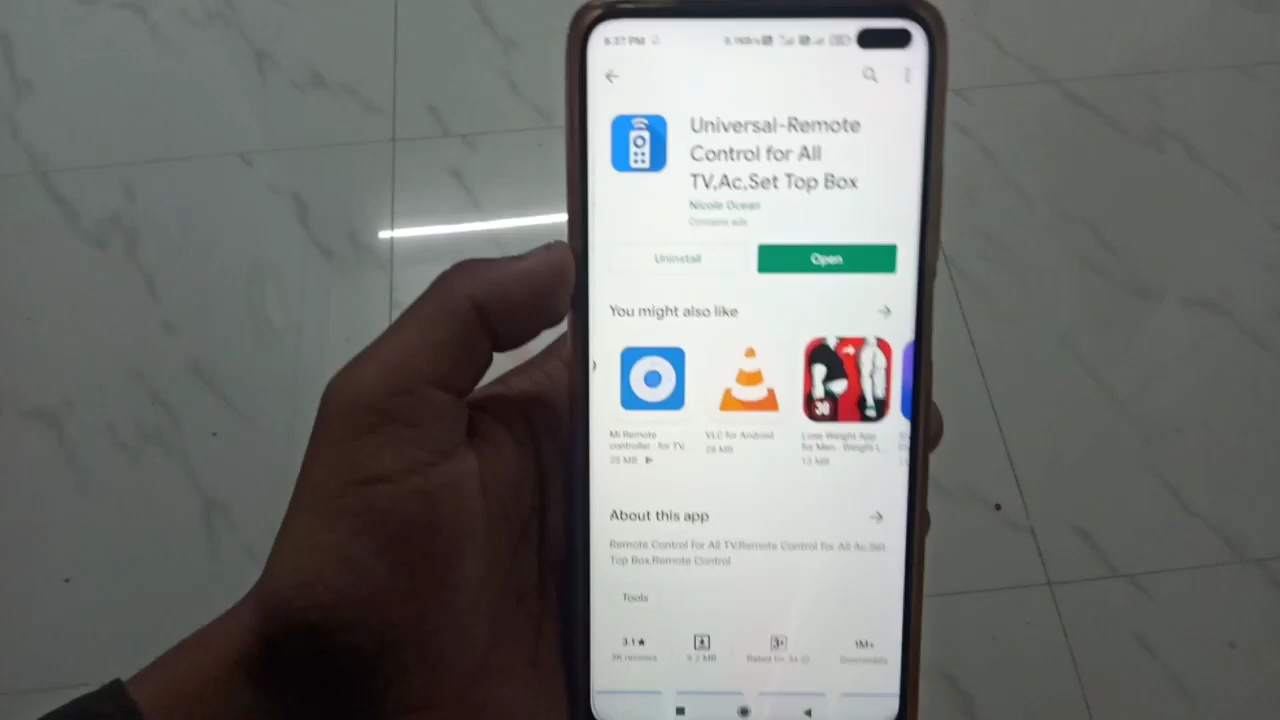 6:37 PM
Universal-Remote
Control for All
TV,Ac,Set Top Box
Nicole Ocean
Contains ads
Uninstall
Open
You might also like
Mi Remote
controller - for TV,
28 MB
VLC for Android
28 MB
30
Lose Weight App
for Men - Weight L...
13 MB
About this app
Remote Control for All TV,Remote Control for All Ac,Set
Top Box,Remote Control
Tools
3.1★
3K reviews
9.2 MB
3+
Rated for 3+
1M+
Downloads